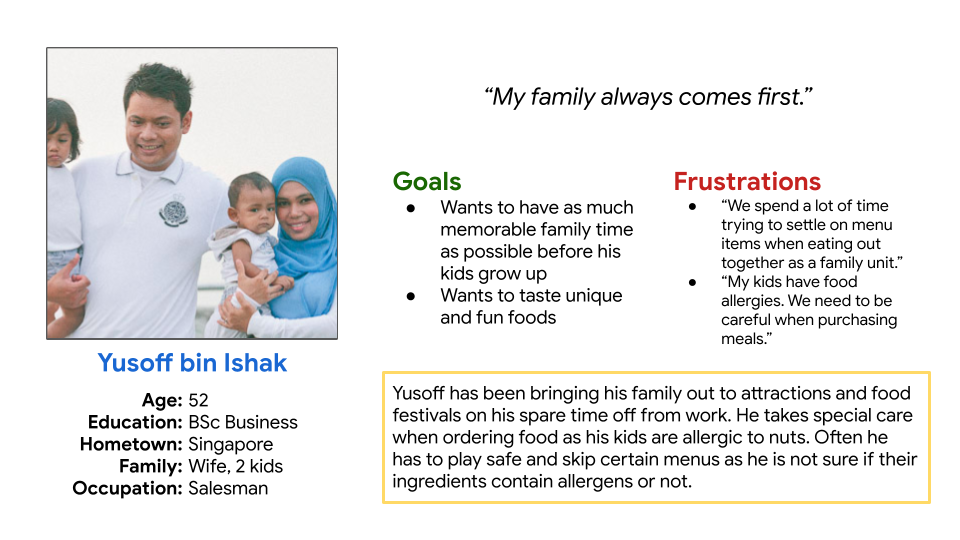 “My family always comes first.”
Goals
● Wants to have as much
memorable family time
as possible before his
kids grow up
● Wants to taste unique
and fun foods
Frustrations
● “We spend a lot of time
trying to settle on menu
items when eating out
together as a family unit.”
● “My kids have food
allergies. We need to be
careful when purchasing
meals.”
Yusoff bin Ishak
Age: 52
Education: BSc Business
Hometown: Singapore
Family: Wife, 2 kids
Occupation: Salesman
Yusoff has been bringing his family out to attractions and food
festivals on his spare time off from work. He takes special care
when ordering food as his kids are allergic to nuts. Often he
has to play safe and skip certain menus as he is not sure if their
ingredients contain allergens or not.